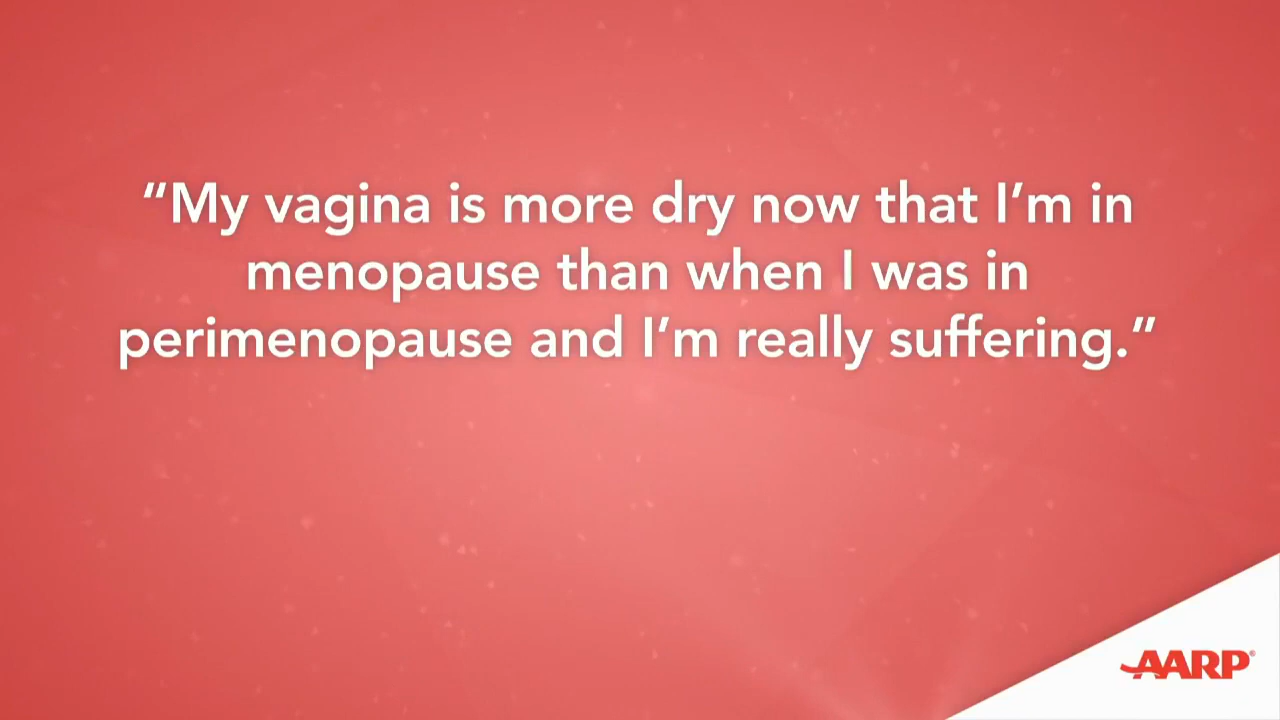 “My vagina is more dry now that I’m in
menopause than when I was in
perimenopause and I’m really suffering.”
AARP®